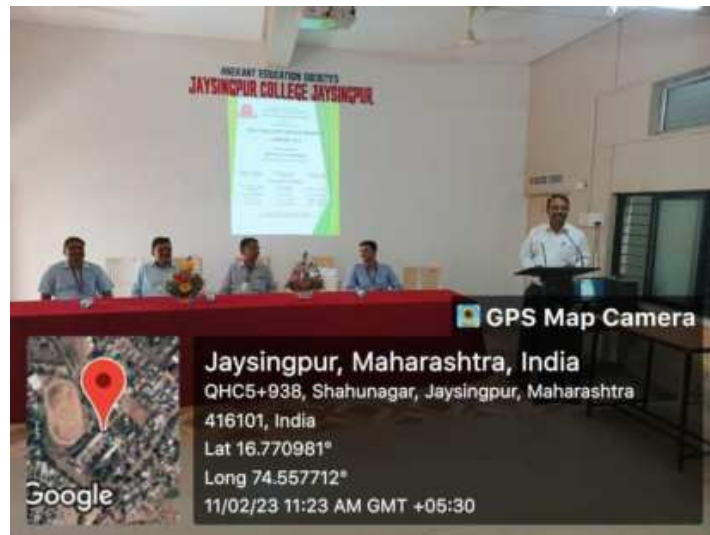 ANEKANT EDUCATION SOCIETY'S
JAYSINGPUR COLLEGE JAYSINGPUR
GPS Map Camera
Jaysingpur, Maharashtra, India
QHC5+938, Shahunagar, Jaysingpur, Maharashtra
416101, India
Lat 16.770981°
Long 74.557712°
11/02/23 11:23 AM GMT +05:30
Google